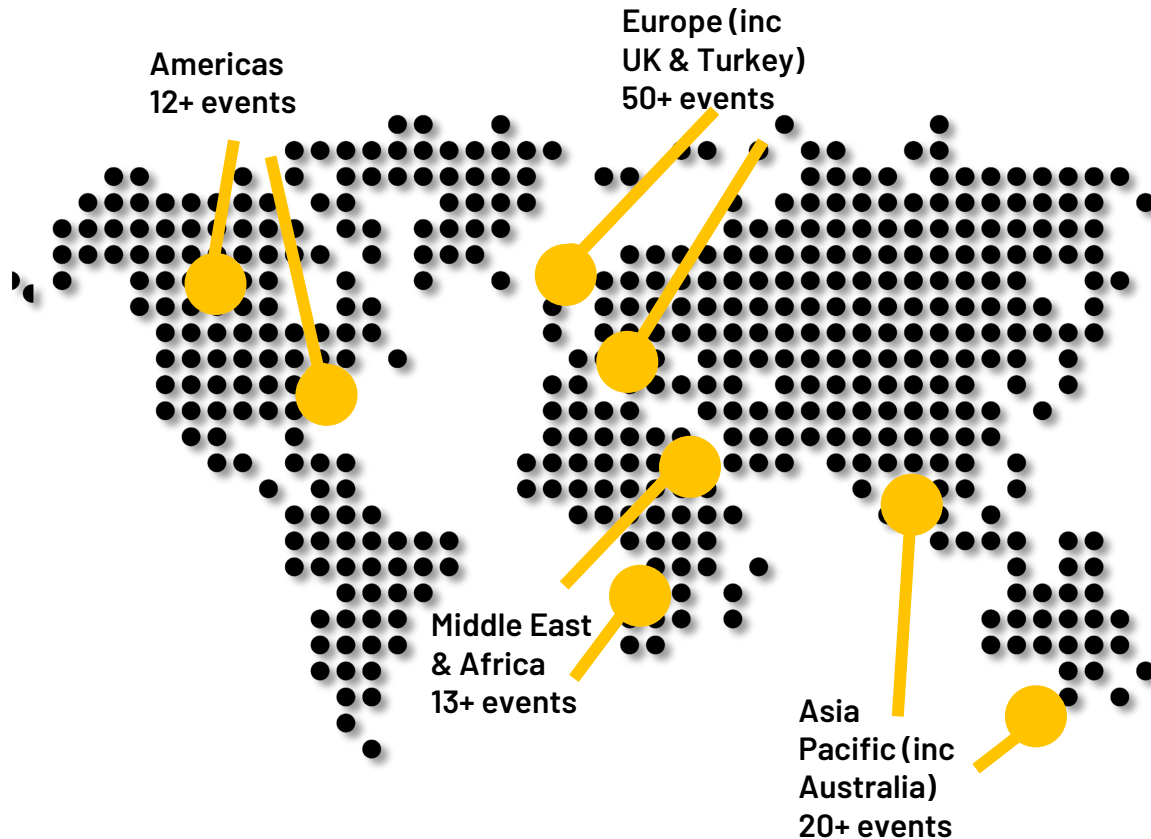 Americas
12+ events
Europe (inc
UK & Turkey)
50+ events
Middle East
& Africa
13+ events
Asia
Pacific (inc
Australia)
20+ events